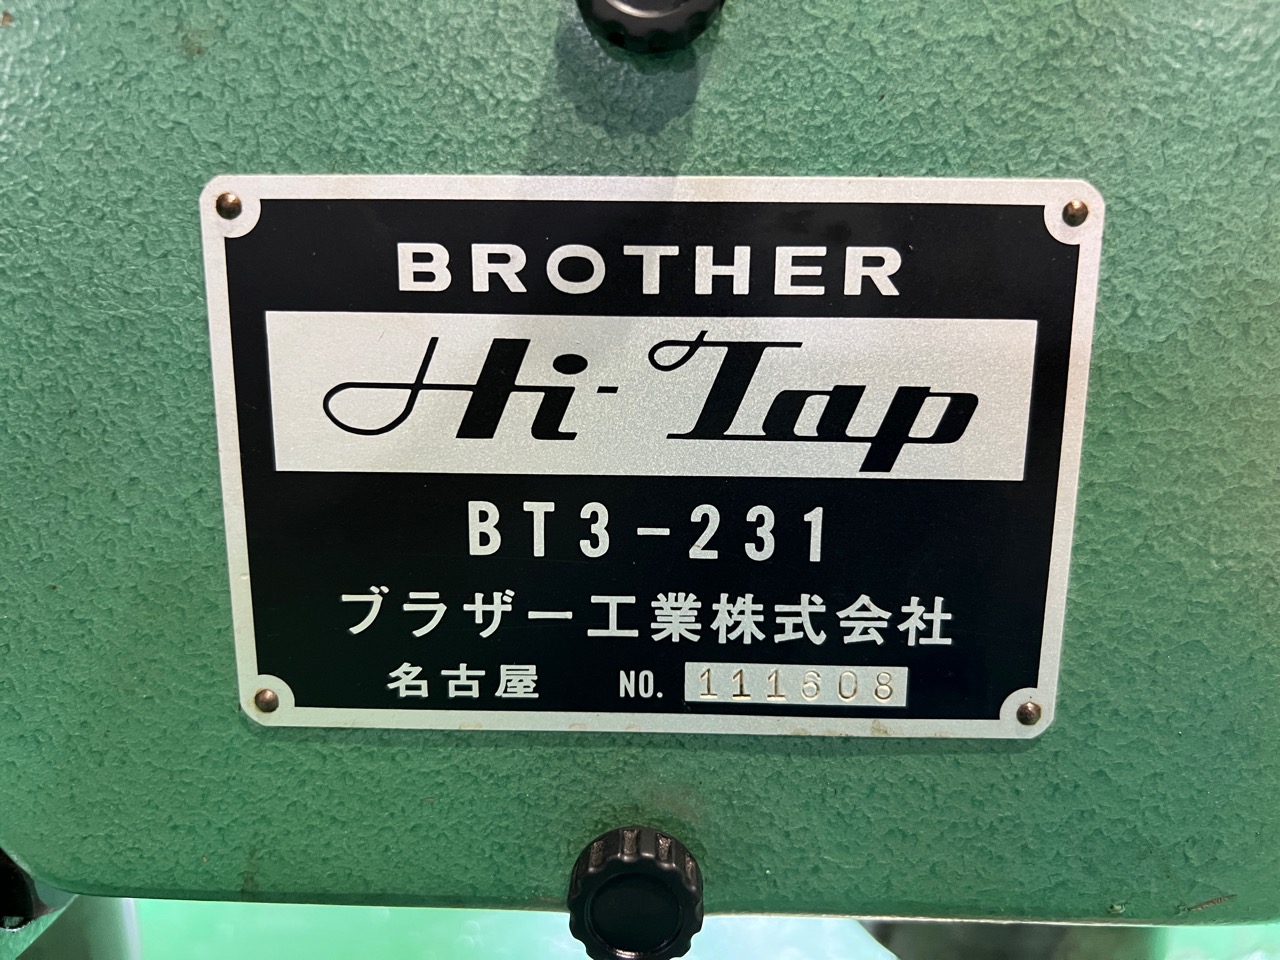 BROTHER
Hi-Tap
BT3-231
ブラザー工業株式会社
名古屋 NO. 111608